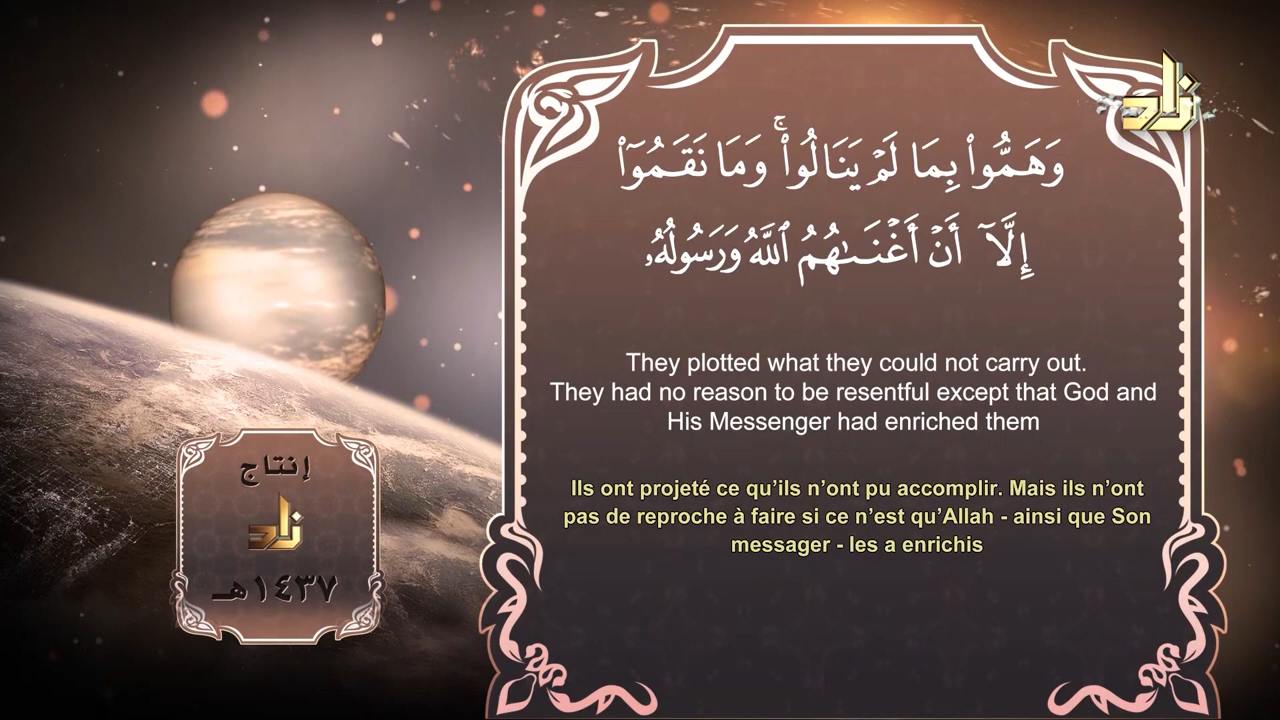 زاد
وَهَمُّوا۟ بِمَا لَمْ يَنَالُوا۟ ۚ وَمَا نَقَمُوٓا۟
إِلَّآ أَنْ أَغْنَىٰهُمُ ٱللَّهُ وَرَسُولُهُۥ
They plotted what they could not carry out.
They had no reason to be resentful except that God and
His Messenger had enriched them
Ils ont projeté ce qu’ils n’ont pu accomplir. Mais ils n’ont
pas de reproche à faire si ce n’est qu’Allah - ainsi que Son
messager - les a enrichis
إنتاج
زاد
١٤٣٧هـ